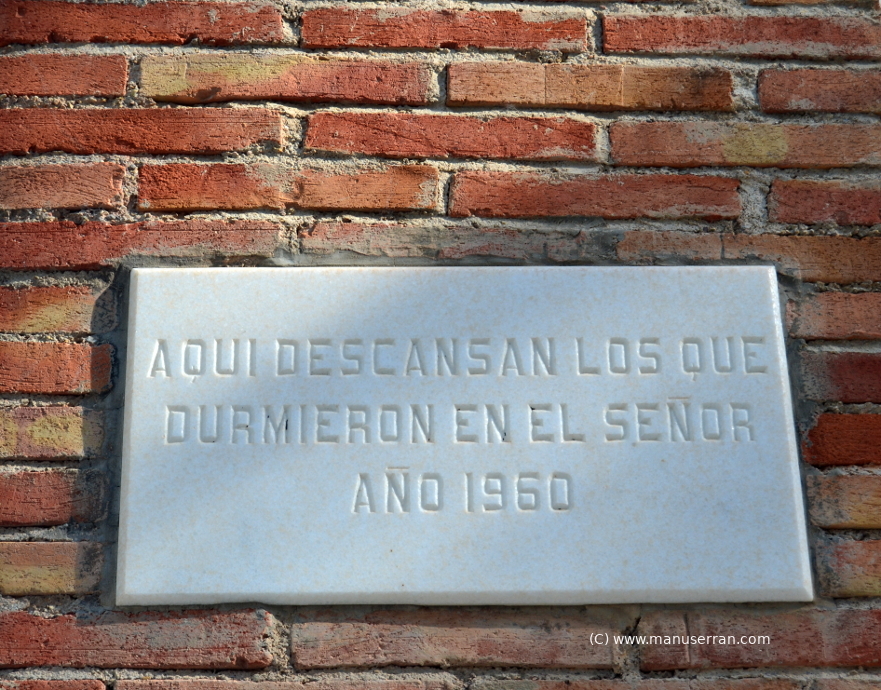 AQUI DESCANSAN LOS QUE
DURMIERON EN EL SEÑOR
AÑO 1960
(C) www.manuserran.com